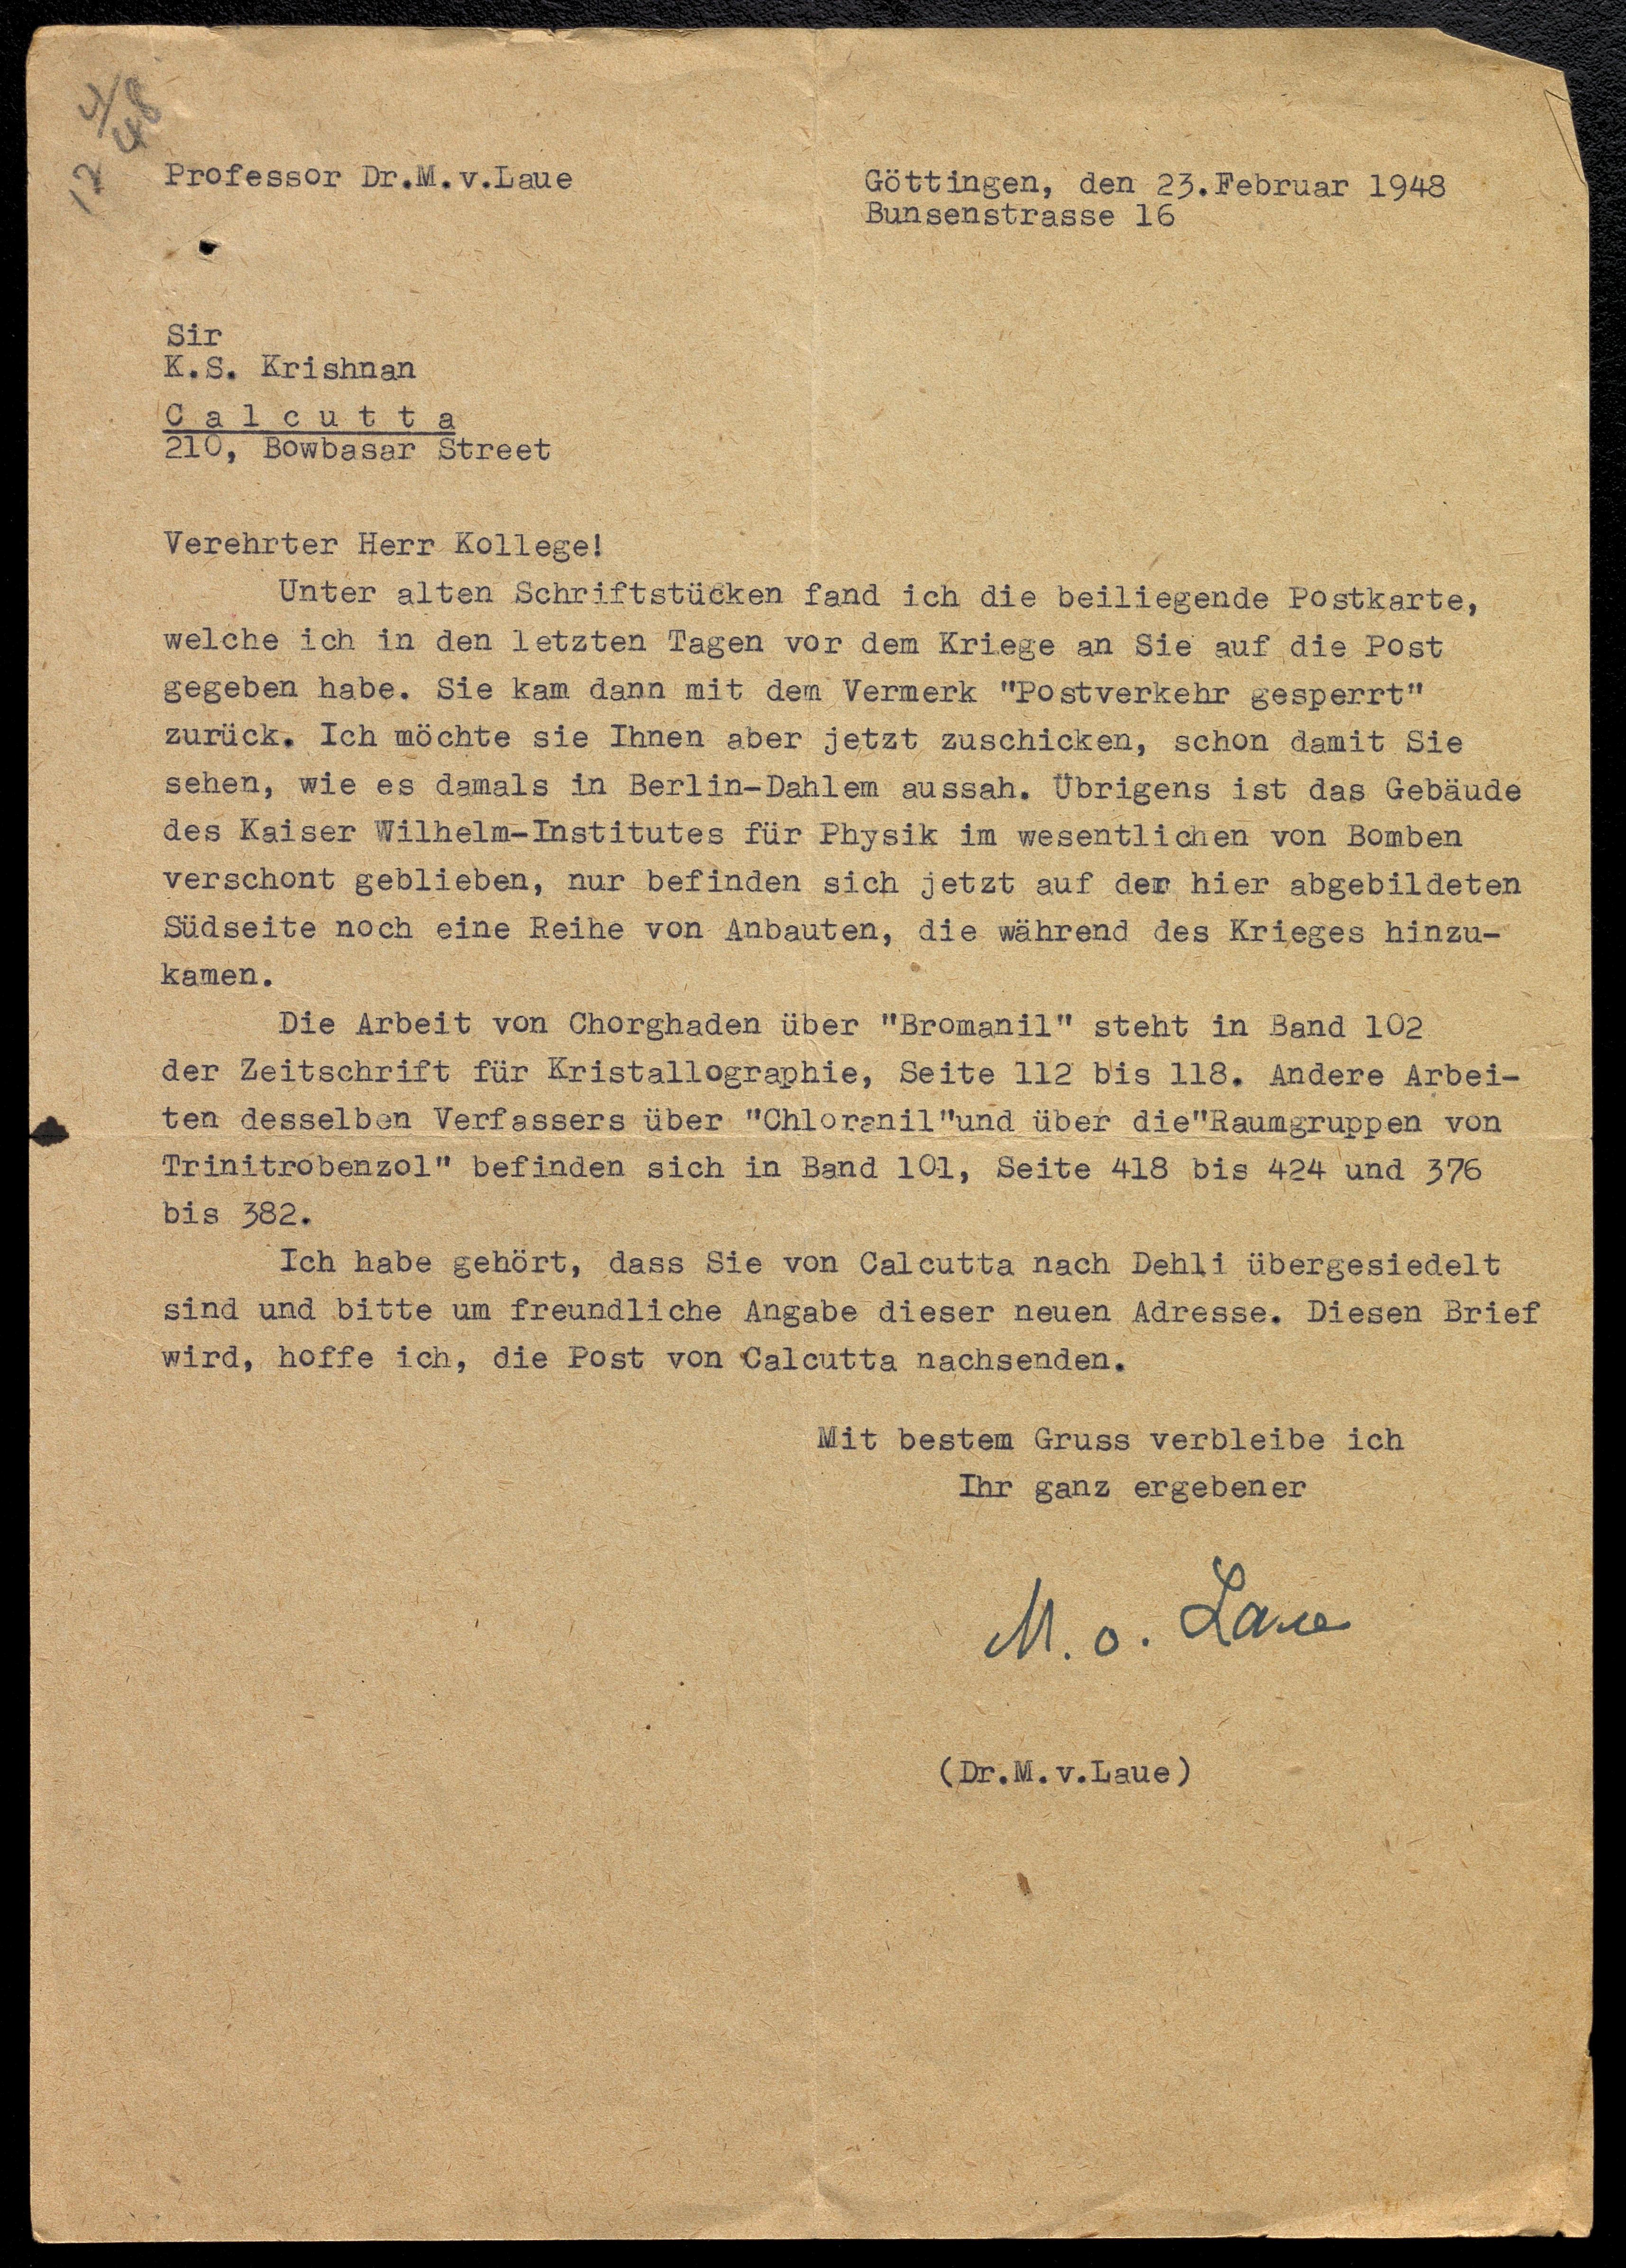 12 4/48
Professor Dr.M.v.Laue
Göttingen, den 23.Februar 1948
Bunsenstrasse 16
Sir
K.S. Krishnan
C a l c u t t a
210, Bowbasar Street
Verehrter Herr Kollege!
Unter alten Schriftstücken fand ich die beiliegende Postkarte,
welche ich in den letzten Tagen vor dem Kriege an Sie auf die Post
gegeben habe. Sie kam dann mit dem Vermerk "Postverkehr gesperrt"
zurück. Ich möchte sie Ihnen aber jetzt zuschicken, schon damit Sie
sehen, wie es damals in Berlin-Dahlem aussah. Übrigens ist das Gebäude
des Kaiser Wilhelm-Institutes für Physik im wesentlichen von Bomben
verschont geblieben, nur befinden sich jetzt auf der hier abgebildeten
Südseite noch eine Reihe von Anbauten, die während des Krieges hinzu-
kamen.
Die Arbeit von Chorghaden über "Bromanil" steht in Band 102
der Zeitschrift für Kristallographie, Seite 112 bis 118. Andere Arbei-
ten desselben Verfassers über "Chloranil"und über die"Raumgruppen von
Trinitrobenzol" befinden sich in Band 101, Seite 418 bis 424 und 376
bis 382.
Ich habe gehört, dass Sie von Calcutta nach Dehli übergesiedelt
sind und bitte um freundliche Angabe dieser neuen Adresse. Diesen Brief
wird, hoffe ich, die Post von Calcutta nachsenden.
Mit bestem Gruss verbleibe ich
Ihr ganz ergebener
M. v. Laue
(Dr.M.v.Laue)